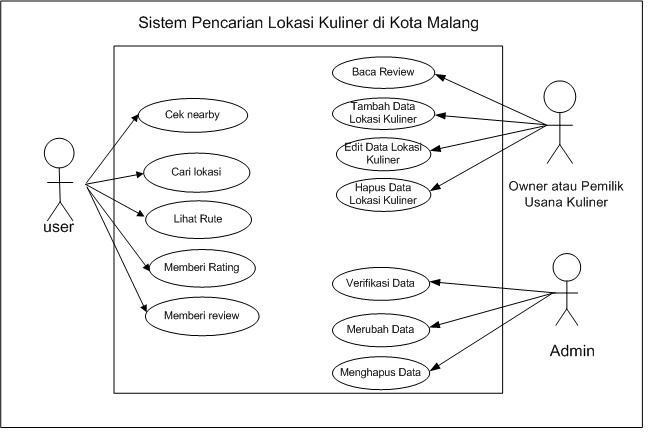 Sistem Pencarian Lokasi Kuliner di Kota Malang
Cek nearby
Cari lokasi
Lihat Rute
Memberi Rating
Memberi review
user
Baca Review
Tambah Data
Lokasi Kuliner
Edit Data Lokasi
Kuliner
Hapus Data
Lokasi Kuliner
Owner atau Pemilik
Usana Kuliner
Verifikasi Data
Merubah Data
Menghapus Data
Admin